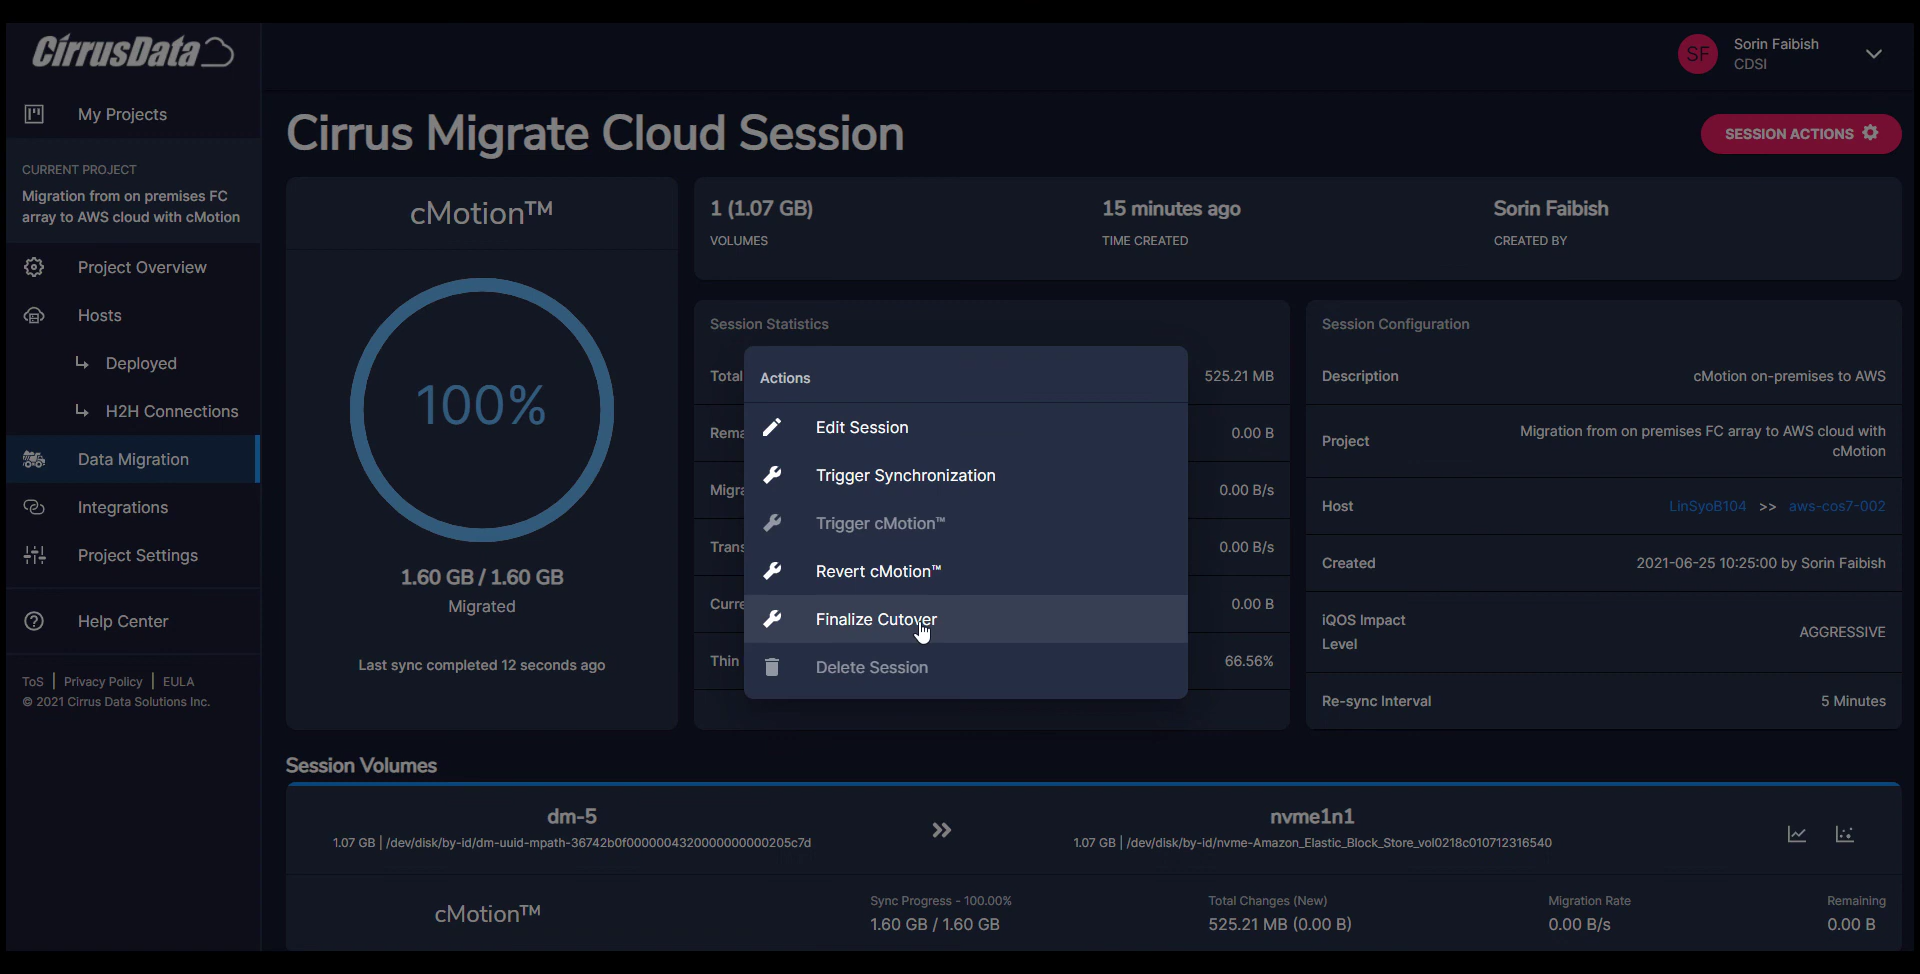 CirrusData
SF
Sorin Faibish
CDSI
My Projects
CURRENT PROJECT
Migration from on premises FC
array to AWS cloud with cMotion
Project Overview
Hosts
Deployed
H2H Connections
Data Migration
Integrations
Project Settings
Help Center
ToS | Privacy Policy | EULA
© 2021 Cirrus Data Solutions Inc.
Cirrus Migrate Cloud Session
SESSION ACTIONS
cMotion™
100%
1.60 GB / 1.60 GB
Migrated
Last sync completed 12 seconds ago
1 (1.07 GB)
VOLUMES
15 minutes ago
TIME CREATED
Sorin Faibish
CREATED BY
Session Statistics
Total
525.21 MB
Rema
0.00 B
Migra
0.00 B/s
Trans
0.00 B/s
Curre
0.00 B
Thin
66.56%
Actions
Edit Session
Trigger Synchronization
Trigger cMotion™
Revert cMotion™
Finalize Cutover
Delete Session
Session Configuration
Description
cMotion on-premises to AWS
Project
Migration from on premises FC array to AWS cloud with
cMotion
Host
LinSyoB104 >> aws-cos7-002
Created
2021-06-25 10:25:00 by Sorin Faibish
iQOS Impact
Level
AGGRESSIVE
Re-sync Interval
5 Minutes
Session Volumes
dm-5
1.07 GB | /dev/disk/by-id/dm-uuid-mpath-36742b0f0000004320000000000205c7d
nvme1n1
1.07 GB | /dev/disk/by-id/nvme-Amazon_Elastic_Block_Store_vol0218c010712316540
cMotion™
Sync Progress - 100.00%
1.60 GB / 1.60 GB
Total Changes (New)
525.21 MB (0.00 B)
Migration Rate
0.00 B/s
Remaining
0.00 B